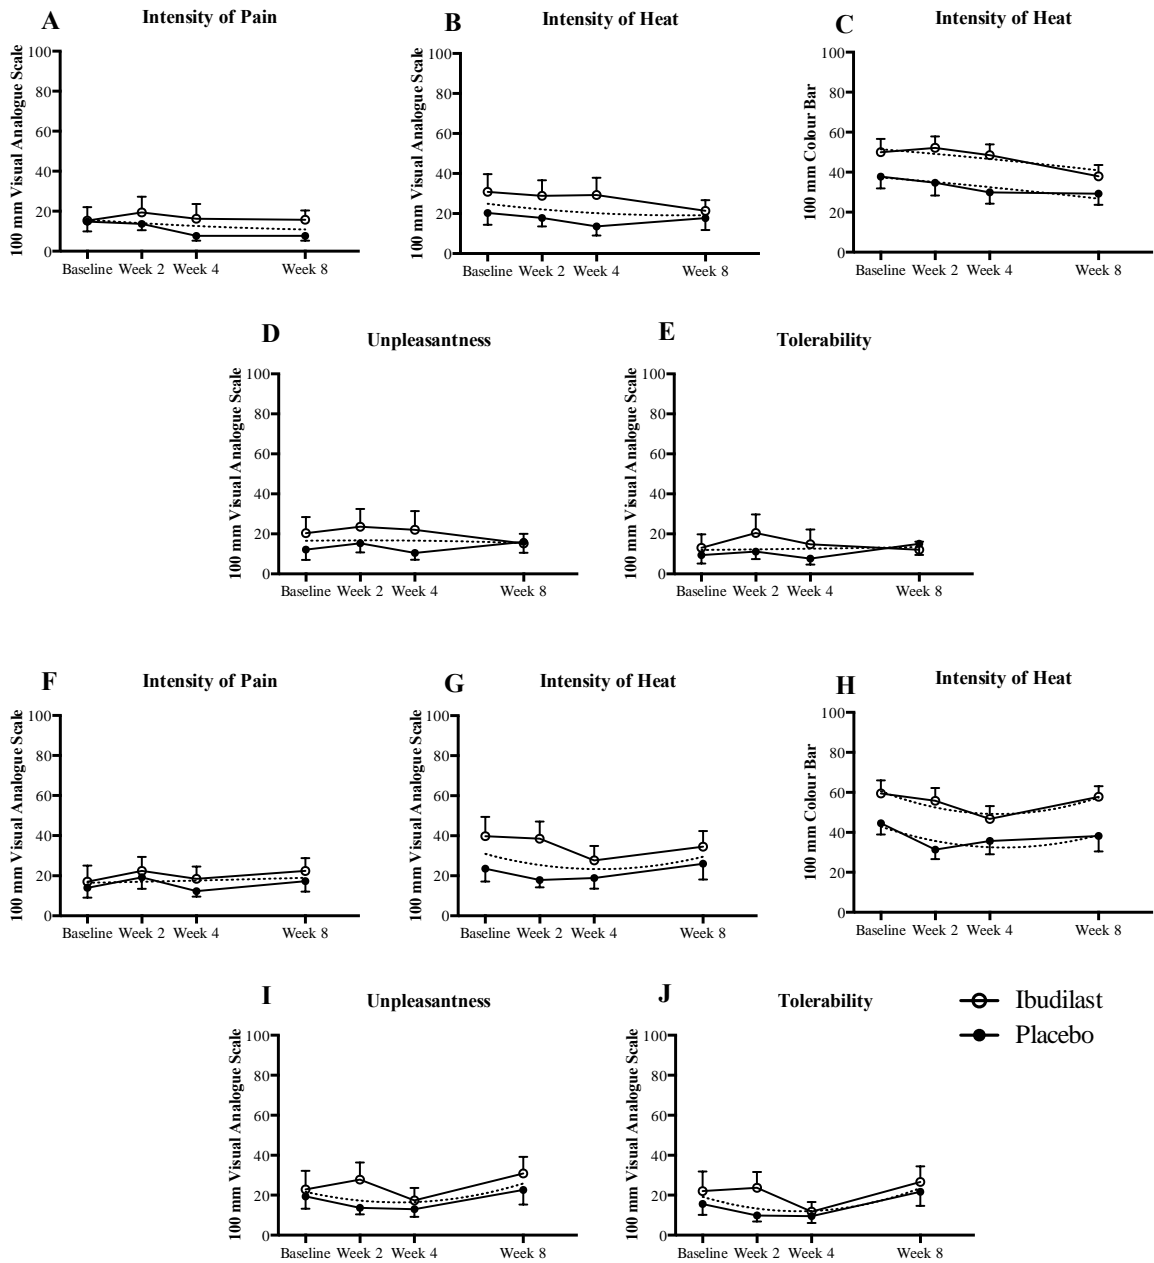 A
Intensity of Pain
100 mm Visual Analogue Scale
100
80
60
40
20
0
Baseline Week 2 Week 4 Week 8
B
Intensity of Heat
100 mm Visual Analogue Scale
100
80
60
40
20
0
Baseline Week 2 Week 4 Week 8
C
Intensity of Heat
100 mm Colour Bar
100
80
60
40
20
0
Baseline Week 2 Week 4 Week 8
D
Unpleasantness
100 mm Visual Analogue Scale
100
80
60
40
20
0
Baseline Week 2 Week 4 Week 8
E
Tolerability
100 mm Visual Analogue Scale
100
80
60
40
20
0
Baseline Week 2 Week 4 Week 8
F
Intensity of Pain
100 mm Visual Analogue Scale
100
80
60
40
20
0
Baseline Week 2 Week 4 Week 8
G
Intensity of Heat
100 mm Visual Analogue Scale
100
80
60
40
20
0
Baseline Week 2 Week 4 Week 8
H
Intensity of Heat
100 mm Colour Bar
100
80
60
40
20
0
Baseline Week 2 Week 4 Week 8
I
Unpleasantness
100 mm Visual Analogue Scale
100
80
60
40
20
0
Baseline Week 2 Week 4 Week 8
J
Tolerability
100 mm Visual Analogue Scale
100
80
60
40
20
0
Baseline Week 2 Week 4 Week 8
Ibudilast
Placebo